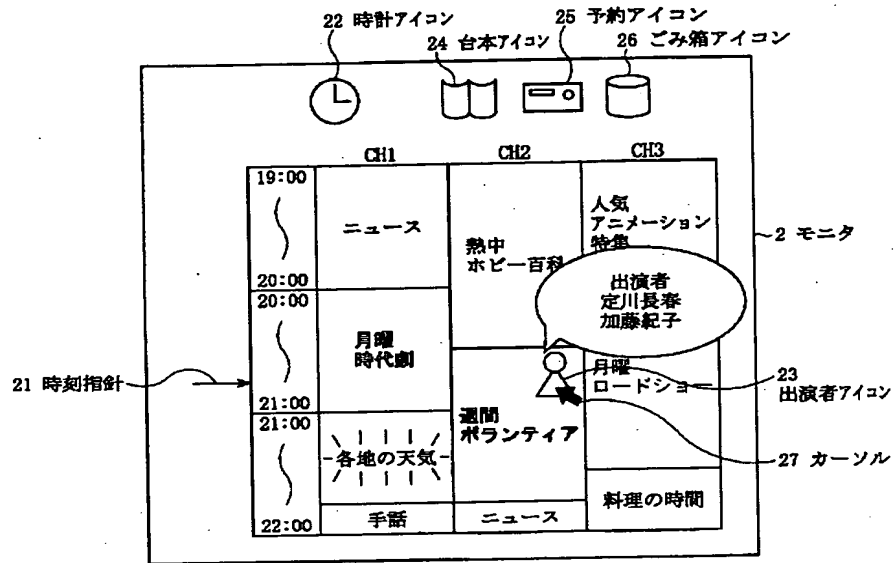 22 時計アイコン
24 台本アイコン
25 予約アイコン
26 ごみ箱アイコン
CH1
CH2
CH3
19:00
20:00
20:00
21:00
21:00
22:00
ニュース
月曜
時代劇
各地の天気
手話
熱中
ホビー百科
週間
ボランティア
ニュース
人気
アニメーション
特集
出演者
定川長春
加藤紀子
月曜
ロードショー
料理の時間
2 モニタ
21 時刻指針
23
出演者アイコン
27 カーソル